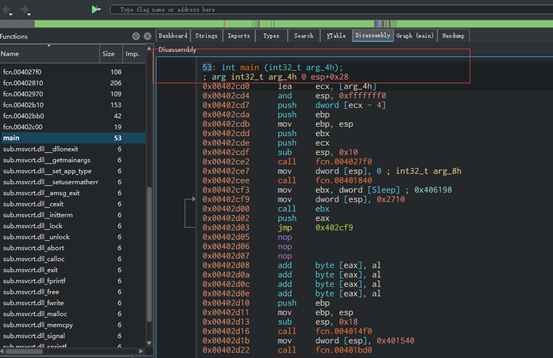 Type flag name or address here
Functions
Name Size Imp.
fcn.004027f0 108
fcn.00402810 206
fcn.00402970 109
fcn.00402b10 153
fcn.00402bb0 42
fcn.00402c00 19
main 53
sub.msvcrt.dll__dllonexit 6
sub.msvcrt.dll__getmainargs 6
sub.msvcrt.dll__set_app_type 6
sub.msvcrt.dll__setusermatherr 6
sub.msvcrt.dll__amsg_exit 6
sub.msvcrt.dll__cexit 6
sub.msvcrt.dll__initterm 6
sub.msvcrt.dll__lock 6
sub.msvcrt.dll__unlock 6
sub.msvcrt.dll_abort 6
sub.msvcrt.dll_calloc 6
sub.msvcrt.dll_exit 6
sub.msvcrt.dll_fprintf 6
sub.msvcrt.dll_free 6
sub.msvcrt.dll_fwrite 6
sub.msvcrt.dll_malloc 6
sub.msvcrt.dll_memcpy 6
sub.msvcrt.dll_signal 6
sub.msvcrt.dll_sprintf 6
Dashboard Strings Imports Types Search VTable Disassembly Graph (main) Hexdump
Disassembly
53: int main (int32_t arg_4h);
; arg int32_t arg_4h @ esp+0x28
0x00402cd0 lea ecx, [arg_4h]
0x00402cd4 and esp, 0xfffffff0
0x00402cd7 push dword [ecx - 4]
0x00402cda push ebp
0x00402cdb mov ebp, esp
0x00402cdd push ebx
0x00402cde push ecx
0x00402cdf sub esp, 0x10
0x00402ce2 call fcn.004027f0
0x00402ce7 mov dword [esp], 0 ; int32_t arg_8h
0x00402cee call fcn.00401840
0x00402cf3 mov ebx, dword [Sleep] ; 0x406198
0x00402cf9 mov dword [esp], 0x2710
0x00402d00 call ebx
0x00402d02 push eax
0x00402d03 jmp 0x402cf9
0x00402d05 nop
0x00402d06 nop
0x00402d07 nop
0x00402d08 add byte [eax], al
0x00402d0a add byte [eax], al
0x00402d0c add byte [eax], al
0x00402d0e add byte [eax], al
0x00402d10 push ebp
0x00402d11 mov ebp, esp
0x00402d13 sub esp, 0x18
0x00402d16 call fcn.004014f0
0x00402d1b mov dword [esp], 0x401540
0x00402d22 call fcn.00401bd0